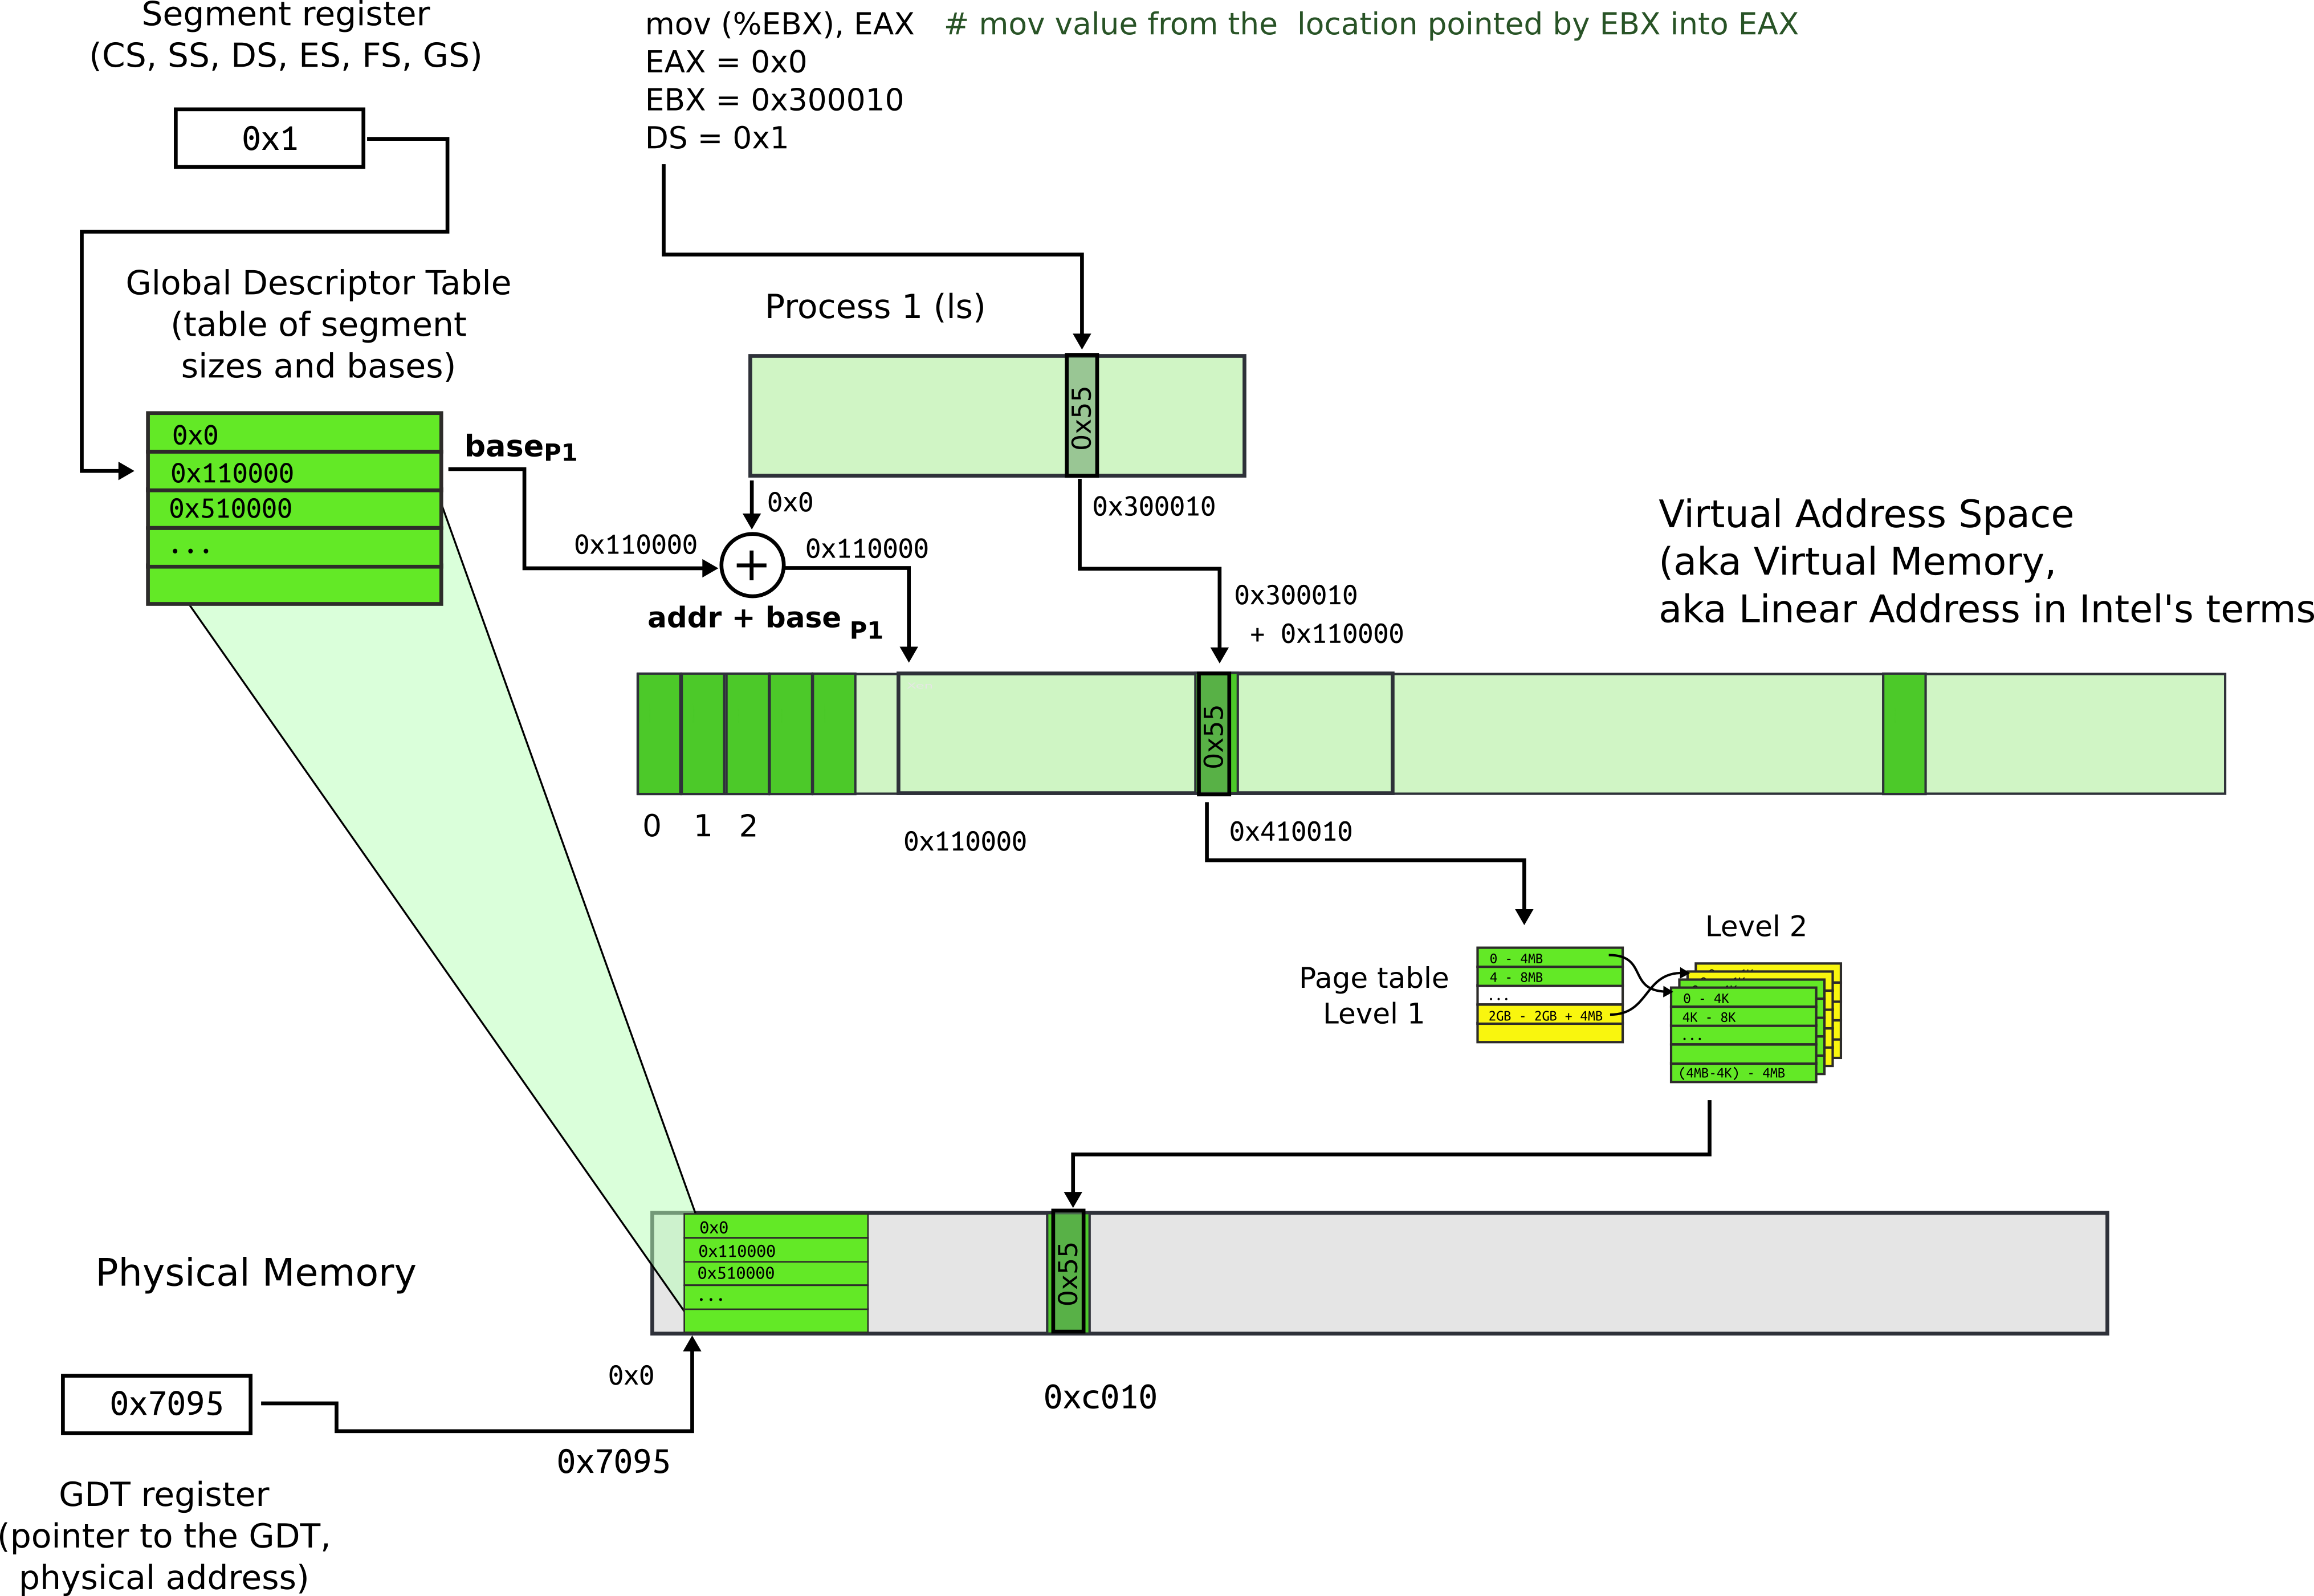 Segment register
(CS, SS, DS, ES, FS, GS)
0x1
mov (%EBX), EAX   # mov value from the  location pointed by EBX into EAX
EAX = 0x0
EBX = 0x300010
DS = 0x1
Global Descriptor Table
(table of segment
sizes and bases)
0x0
0x110000
0x510000
...
base P1
Process 1 (ls)
0x55
0x0
0x300010
0x110000
+
0x110000
addr + base P1
0x300010
+ 0x110000
Virtual Address Space
(aka Virtual Memory,
aka Linear Address in Intel's terms
0x55
0 1 2
0x110000
0x410010
Page table
Level 1
0 - 4MB
4 - 8MB
...
2GB - 2GB + 4MB
Level 2
0 - 4K
4K - 8K
...
(4MB-4K) - 4MB
Physical Memory
0x0
0x110000
0x510000
...
0x55
0x0
0xc010
0x7095
0x7095
GDT register
(pointer to the GDT,
physical address)